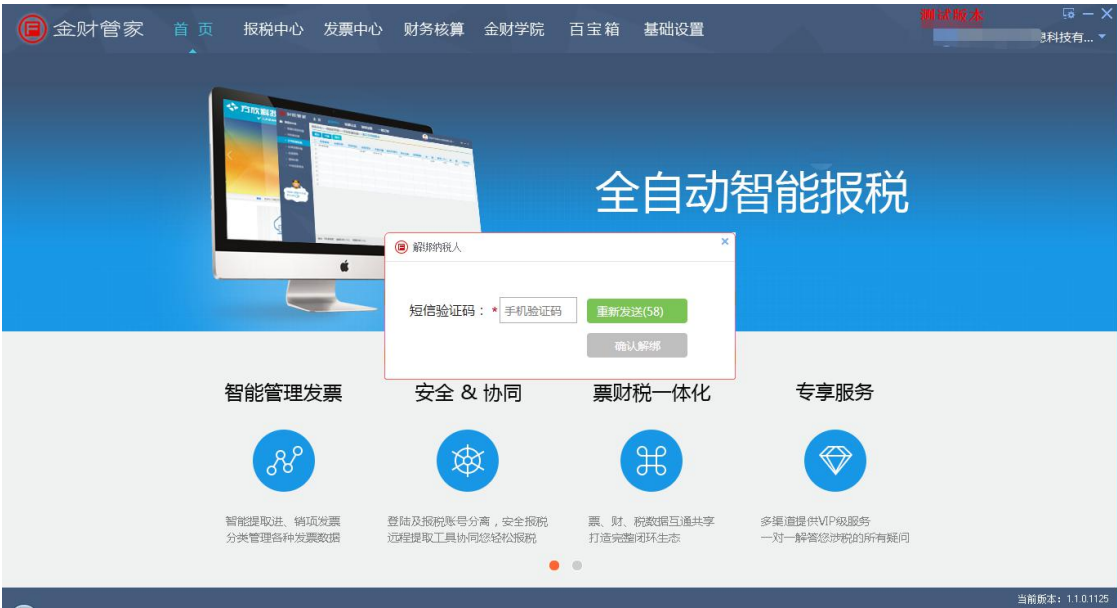 测试版本
金财管家
首页 报税中心 发票中心 财务核算 金财学院 百宝箱 基础设置
息科技有...
全自动智能报税
解绑纳税人
短信验证码：* 手机验证码 重新发送(58)
确认解绑
智能管理发票 安全 & 协同 票财税一体化 专享服务
智能提取进、销项发票 登陆及报税账号分离，安全报税 票、财、税数据互通共享 多渠道提供VIP级服务
分类管理各种发票数据 远程提取工具协同您轻松报税 打造完整闭环生态 一对一解答您涉税的所有疑问
当前版本：1.1.0.1125